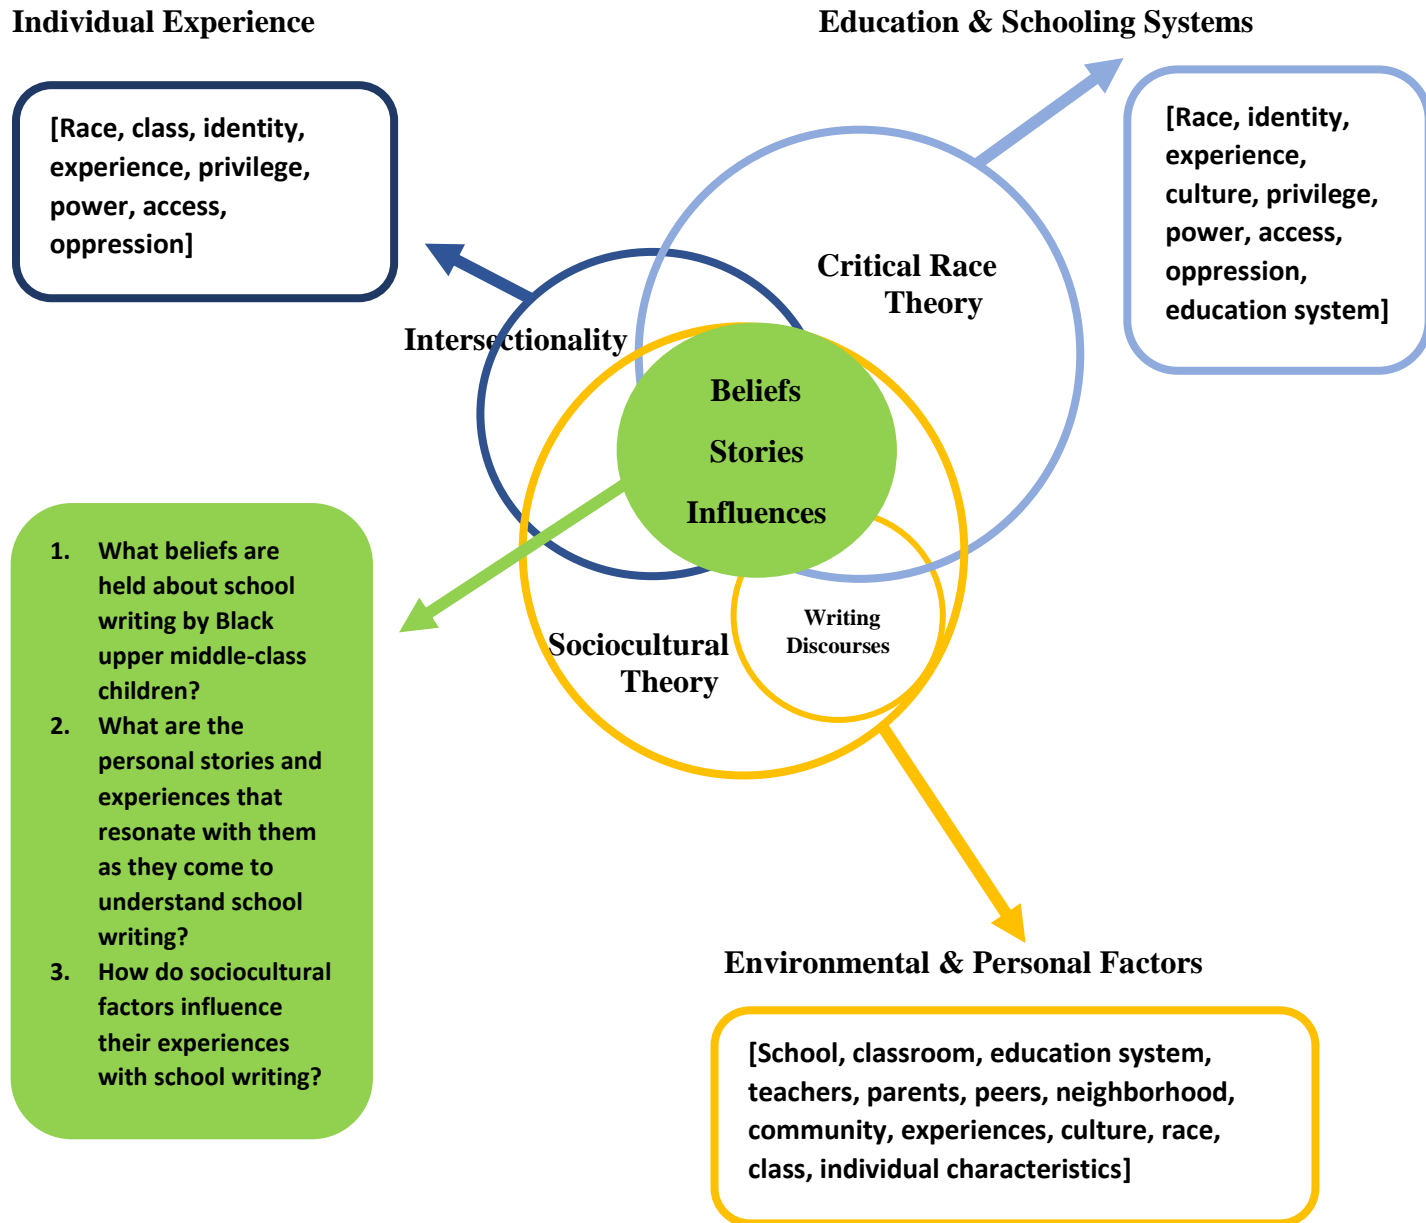 Individual Experience
Education & Schooling Systems
[Race, class, identity,
experience, privilege,
power, access,
oppression]
[Race, identity,
experience,
culture, privilege,
power, access,
oppression,
education system]
Critical Race
Theory
Intersectionality
Beliefs
Stories
Influences
1. What beliefs are
held about school
writing by Black
upper middle-class
children?
2. What are the
personal stories and
experiences that
resonate with them
as they come to
understand school
writing?
3. How do sociocultural
factors influence
their experiences
with school writing?
Writing
Discourses
Sociocultural
Theory
Environmental & Personal Factors
[School, classroom, education system,
teachers, parents, peers, neighborhood,
community, experiences, culture, race,
class, individual characteristics]